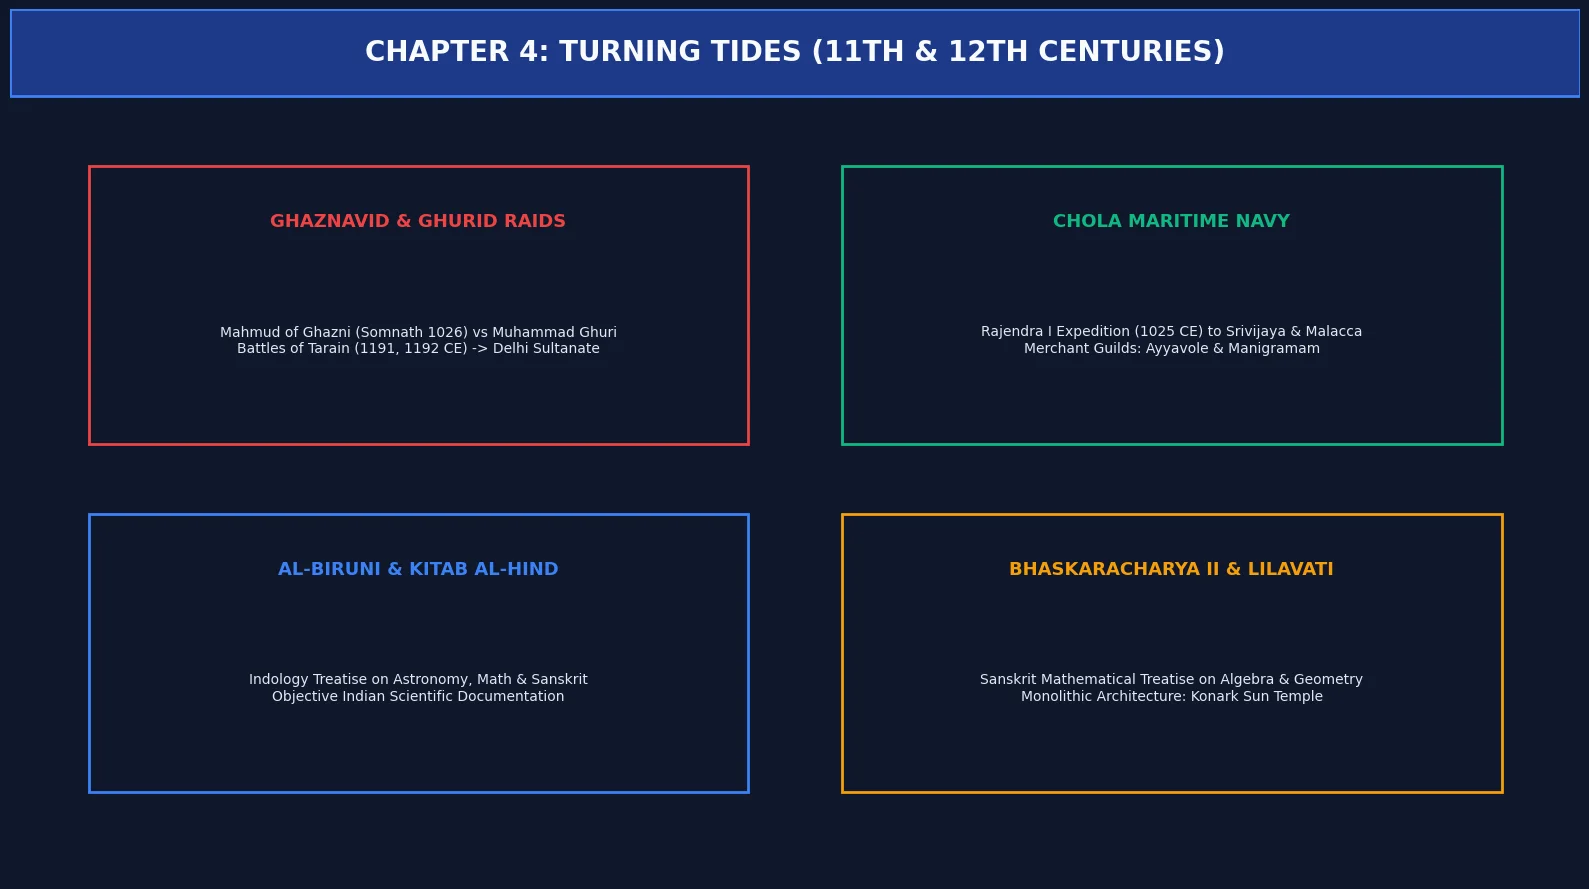 CHAPTER 4: TURNING TIDES (11TH & 12TH CENTURIES)
GHAZNAVID & GHURID RAIDS
Mahmud of Ghazni (Somnath 1026) vs Muhammad Ghuri
Battles of Tarain (1191, 1192 CE) -> Delhi Sultanate
CHOLA MARITIME NAVY
Rajendra I Expedition (1025 CE) to Srivijaya & Malacca
Merchant Guilds: Ayyavole & Manigramam
AL-BIRUNI & KITAB AL-HIND
Indology Treatise on Astronomy, Math & Sanskrit
Objective Indian Scientific Documentation
BHASKARACHARYA II & LILAVATI
Sanskrit Mathematical Treatise on Algebra & Geometry
Monolithic Architecture: Konark Sun Temple